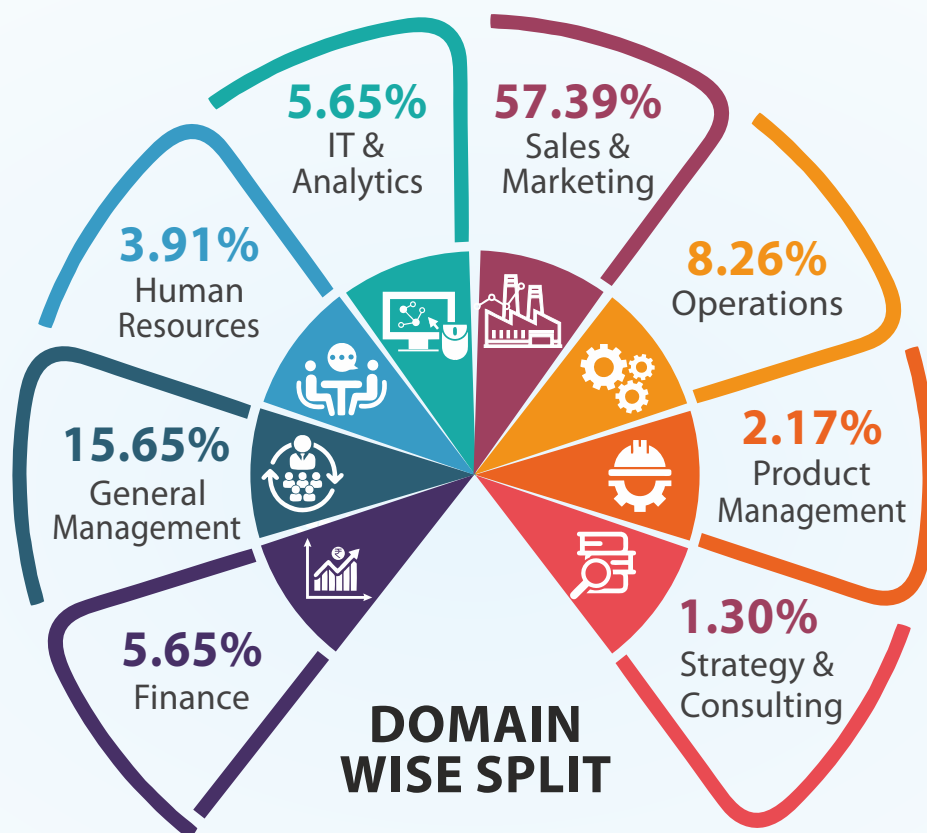 5.65%
IT &
Analytics
57.39%
Sales &
Marketing
3.91%
Human
Resources
8.26%
Operations
15.65%
General
Management
2.17%
Product
Management
5.65%
Finance
1.30%
Strategy &
Consulting
₹
DOMAIN
WISE SPLIT